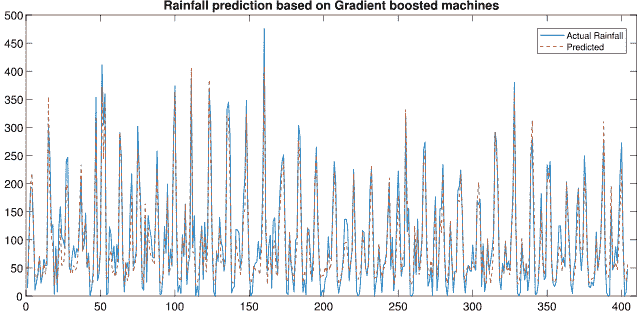 Rainfall prediction based on Gradient boosted machines
500
450
400
350
300
250
200
150
100
50
0
Actual Rainfall
Predicted
0 50 100 150 200 250 300 350 400